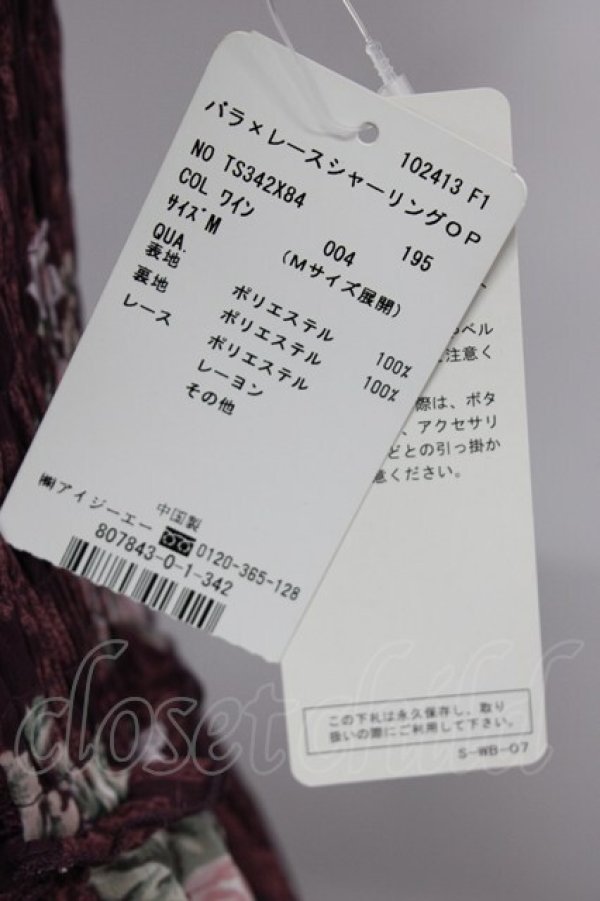 102413 F1
バラ×レースシャーリングOP
NO TS342X84
COL ワイン 004 195
サイズ M (Mサイズ展開)
QUA.
表地 ポリエステル 100%
裏地 ポリエステル 100%
レース ポリエステル
レーヨン
その他
中国製
㈱アイジーエー 0120-365-128
807843-0-1-342
ベル
注意く
際は、ボタ
、アクセサリ
どとの引っ掛か
意ください。
この下札は永久保存し、取り
扱いの際にご利用して下さい。
S-WB-07
closet child